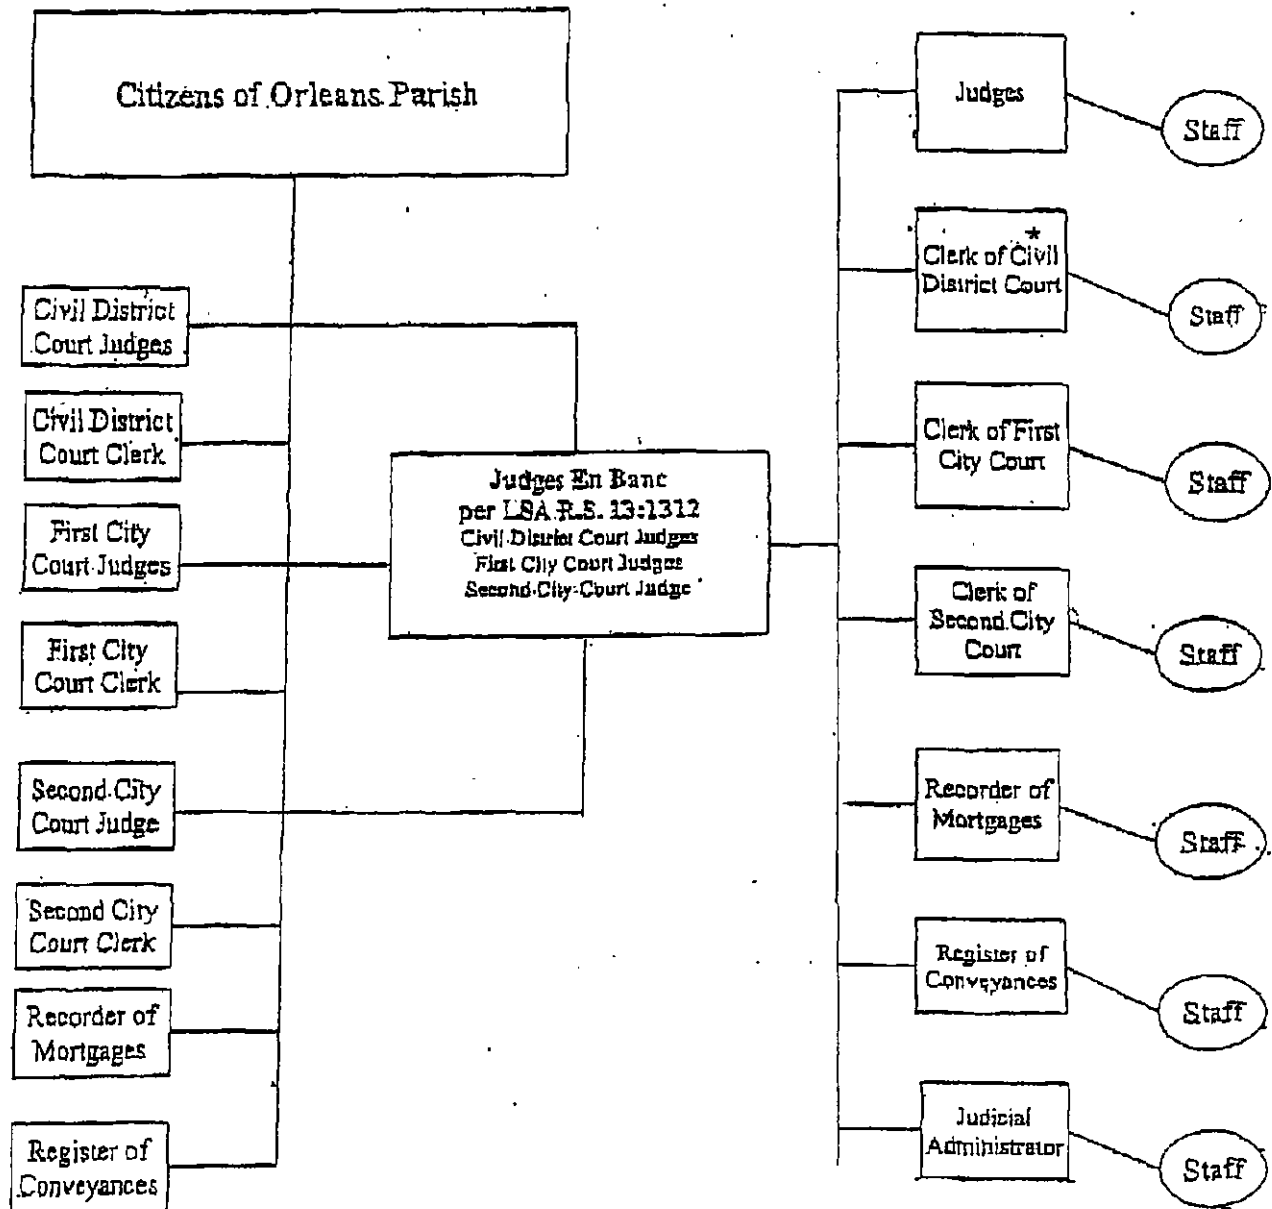 Citizens of Orleans Parish
Civil District
Court Judges
Civil District
Court Clerk
First City
Court Judges
First City
Court Clerk
Second City
Court Judge
Second City
Court Clerk
Recorder of
Mortgages
Register of
Conveyances
Judges En Banc
per LSA R.S. 13:1312
Civil District Court Judges
First City Court Judges
Second City Court Judge
Judges
Staff
*
Clerk of Civil
District Court
Staff
Clerk of First
City Court
Staff
Clerk of
Second City
Court
Staff
Recorder of
Mortgages
Staff
Register of
Conveyances
Staff
Judicial
Administrator
Staff